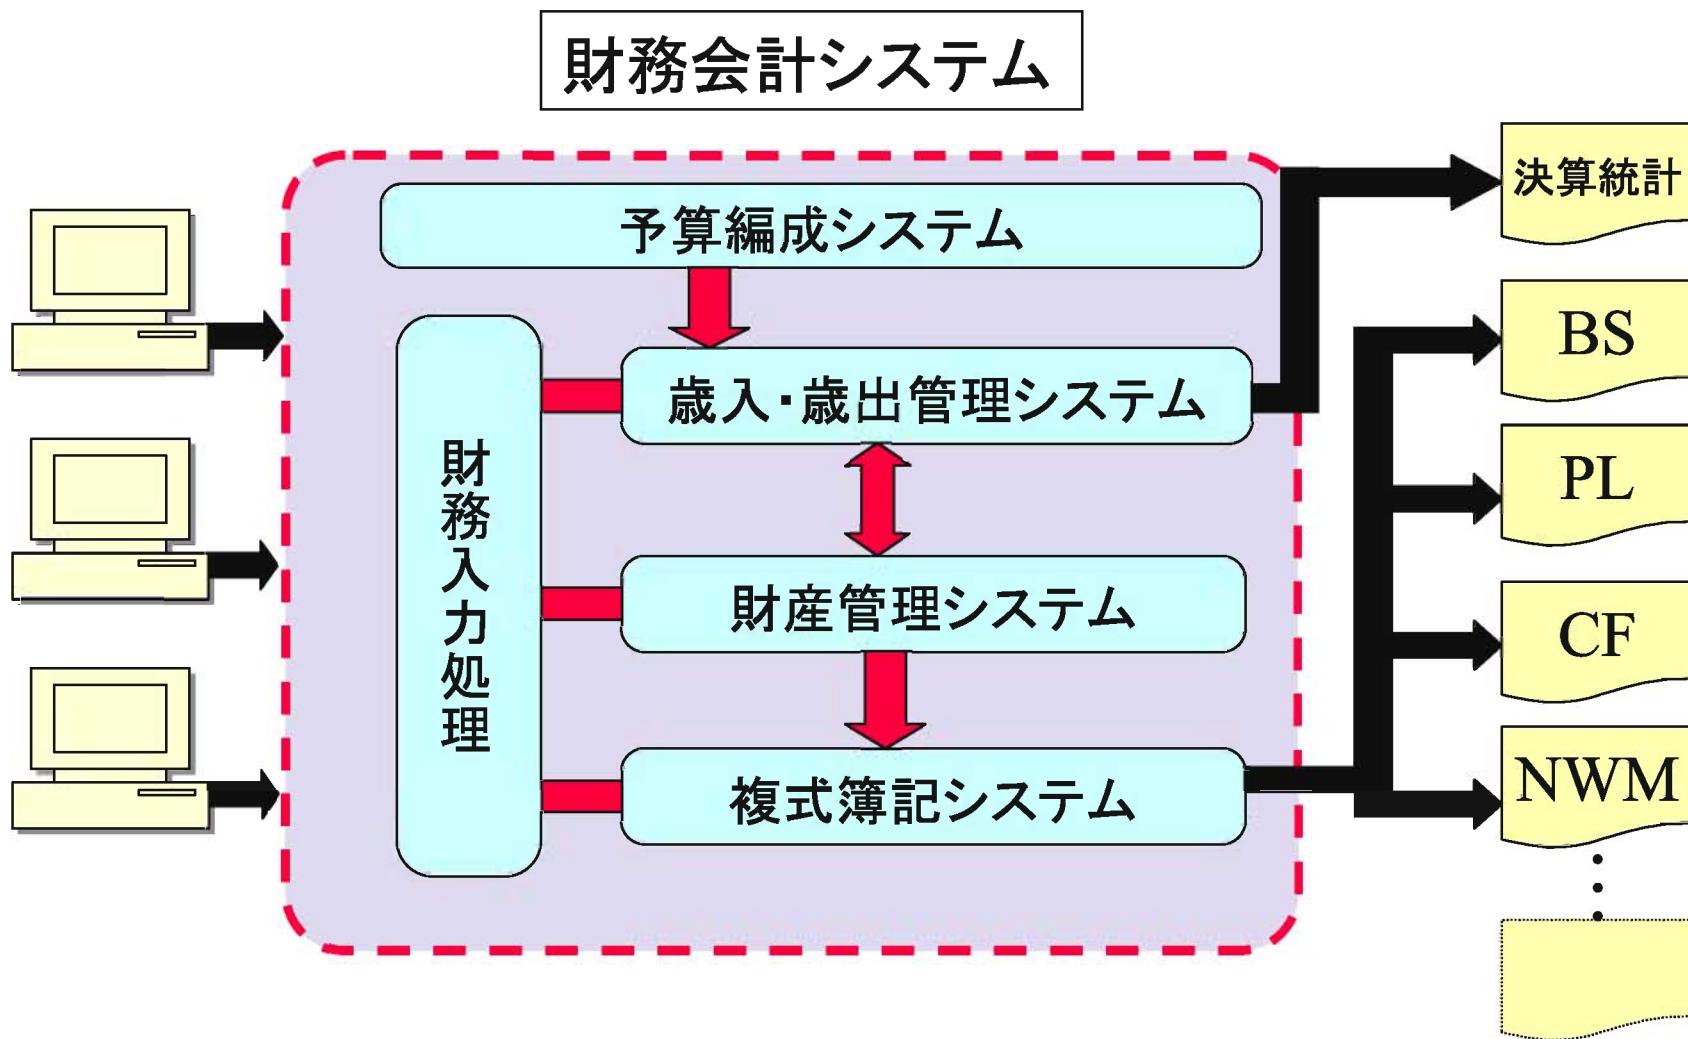 財務会計システム
予算編成システム
歳入・歳出管理システム
財務入力処理
財産管理システム
複式簿記システム
決算統計
BS
PL
CF
NWM